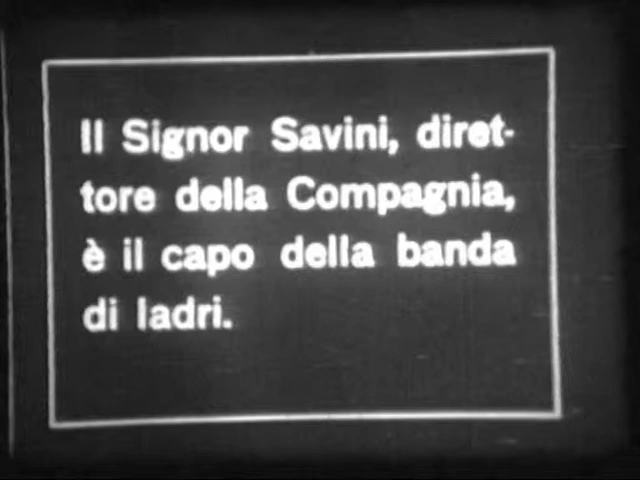 Il Signor Savini, diret-
tore della Compagnia,
è il capo della banda
di ladri.